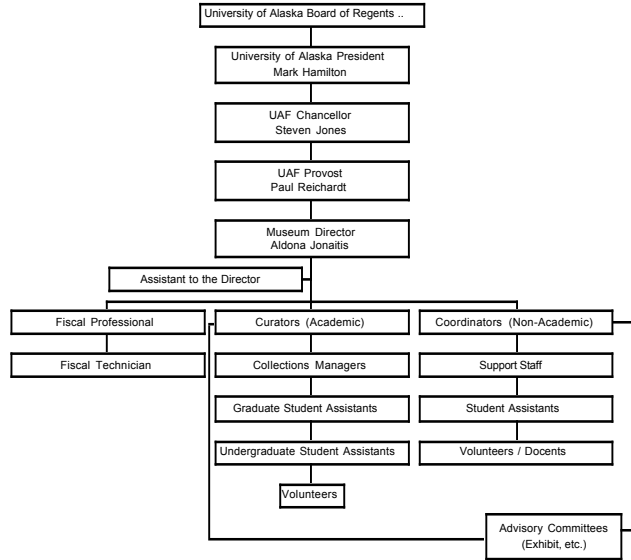 University of Alaska Board of Regents ..
University of Alaska President
Mark Hamilton
UAF Chancellor
Steven Jones
UAF Provost
Paul Reichardt
Museum Director
Aldona Jonaitis
Assistant to the Director
Fiscal Professional
Curators (Academic)
Coordinators (Non-Academic)
Fiscal Technician
Collections Managers
Support Staff
Graduate Student Assistants
Student Assistants
Undergraduate Student Assistants
Volunteers / Docents
Volunteers
Advisory Committees
(Exhibit, etc.)